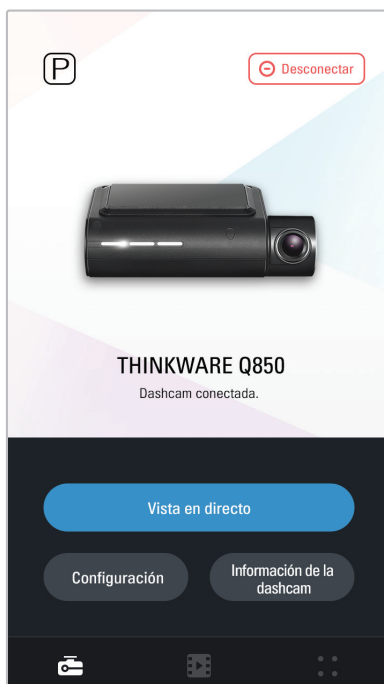 P
Desconectar
THINKWARE Q850
Dashcam conectada.
Vista en directo
Configuración
Información de la
dashcam